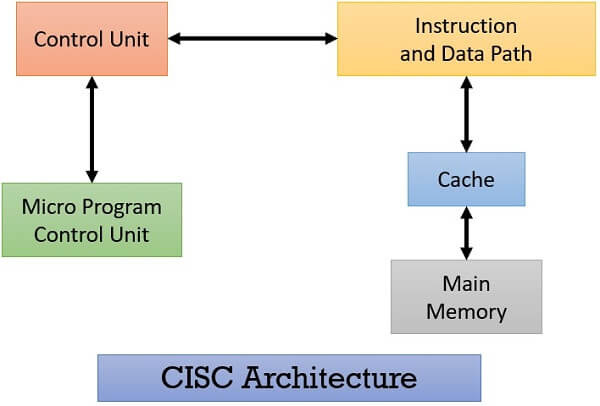 Control Unit
Instruction
and Data Path
Micro Program
Control Unit
Cache
Main
Memory
CISC Architecture